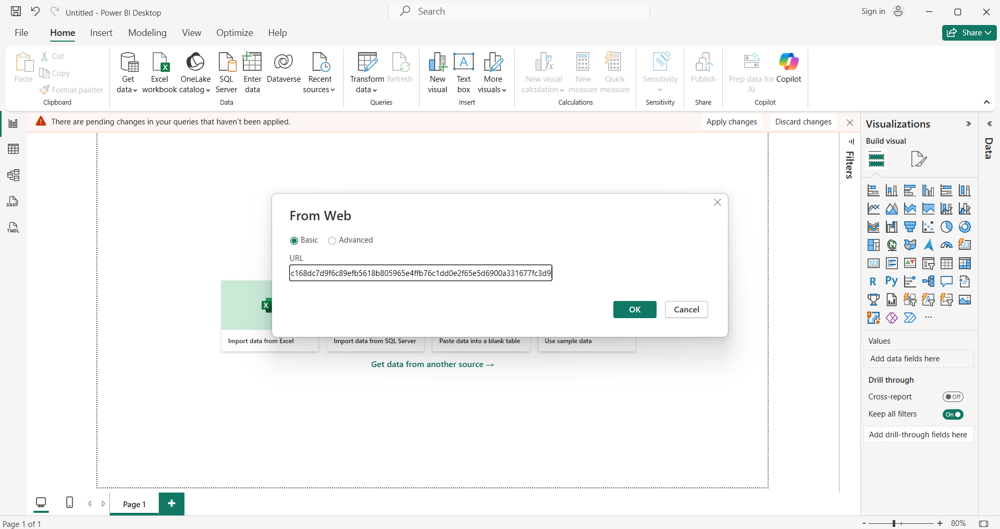 Untitled - Power BI Desktop
Search
Sign in
File
Home
Insert
Modeling
View
Optimize
Help
Share
Paste
Cut
Copy
Format painter
Clipboard
Get data
Excel workbook
OneLake catalog
SQL Server
Enter data
Dataverse
Recent sources
Data
Transform data
Refresh
Queries
New visual
Text box
More visuals
Insert
New visual calculation
New measure
Quick measure
Calculations
Sensitivity
Sensitivity
Publish
Share
Prep data for AI
Copilot
Copilot
There are pending changes in your queries that haven't been applied.
Apply changes
Discard changes
DAX
TMDL
From Web
Basic
Advanced
URL
c168dc7d9f6c89efb5618b805965e4ffb76c1dd0e2f65e5d6900a331677fc3d9
OK
Cancel
Import data from Excel
Import data from SQL Server
Paste data into a blank table
Use sample data
Get data from another source →
Filters
Visualizations
Build visual
123
123
R
Py
Values
Add data fields here
Drill through
Cross-report
Off
Keep all filters
On
Add drill-through fields here
Data
Page 1
Page 1 of 1
- + 80%